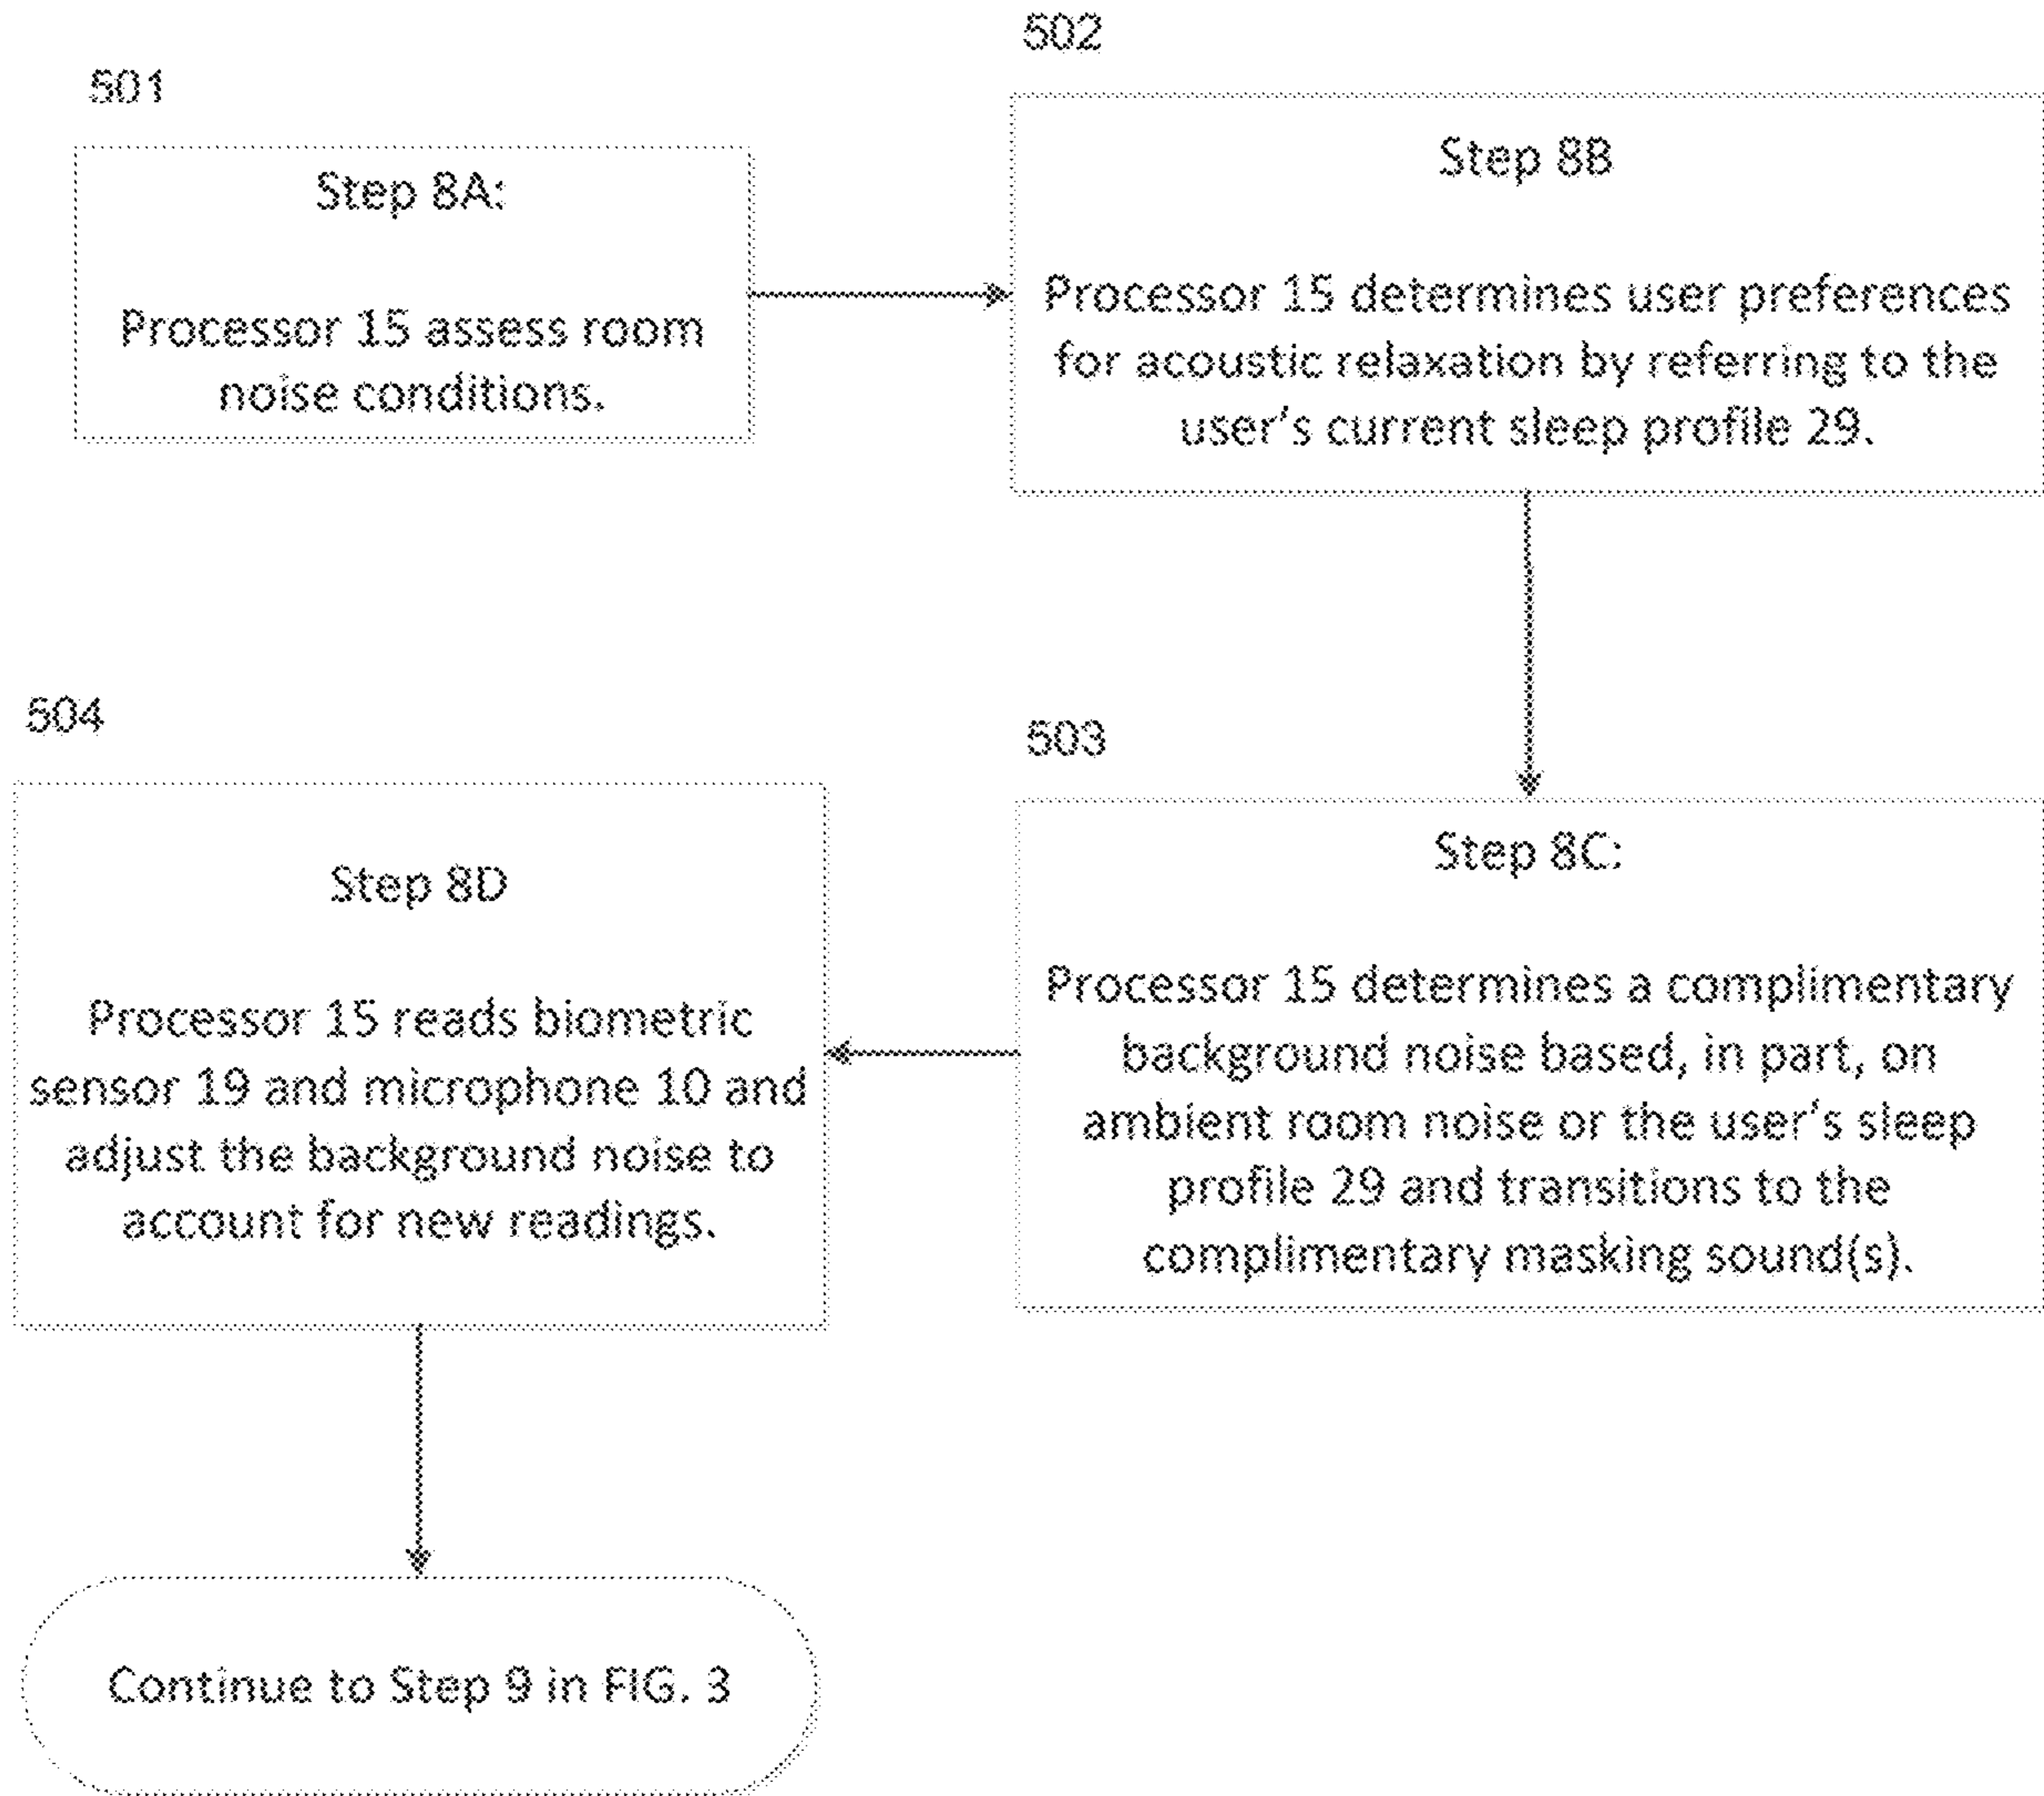 501
Step 8A:
Processor 15 assess room
noise conditions.
502
Step 8B
Processor 15 determines user preferences
for acoustic relaxation by referring to the
user's current sleep profile 29.
503
Step 8C:
Processor 15 determines a complimentary
background noise based, in part, on
ambient room noise or the user's sleep
profile 29 and transitions to the
complimentary masking sound(s).
504
Step 8D
Processor 15 reads biometric
sensor 19 and microphone 10 and
adjust the background noise to
account for new readings.
Continue to Step 9 in FIG. 3